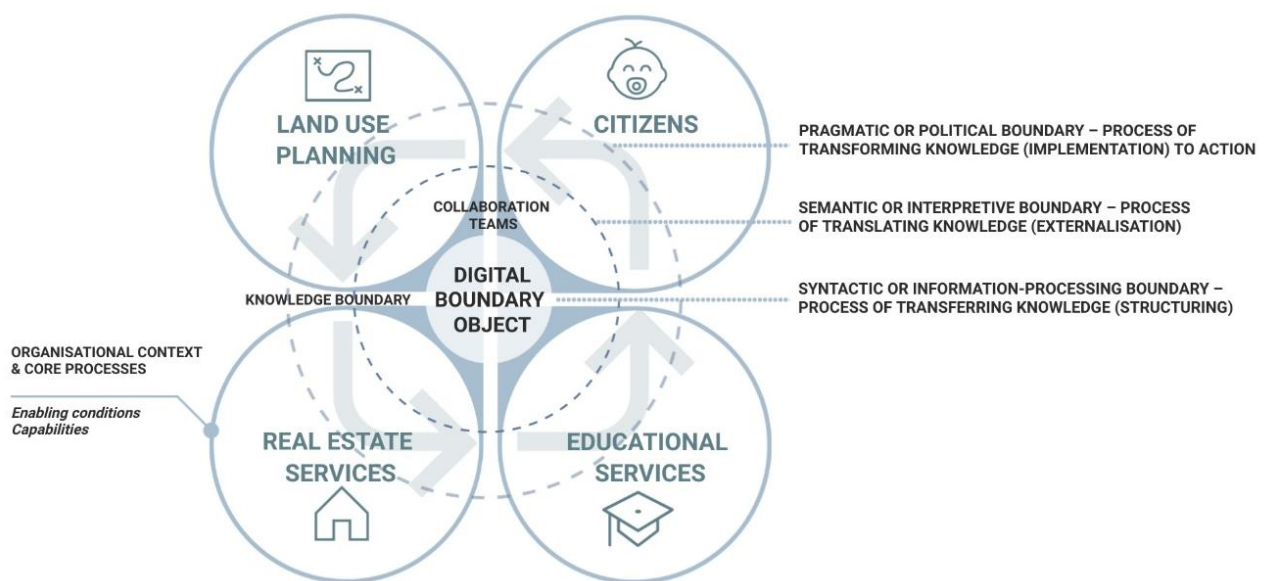 LAND USE
PLANNING
CITIZENS
PRAGMATIC OR POLITICAL BOUNDARY – PROCESS OF
TRANSFORMING KNOWLEDGE (IMPLEMENTATION) TO ACTION
COLLABORATION
TEAMS
SEMANTIC OR INTERPRETIVE BOUNDARY – PROCESS
OF TRANSLATING KNOWLEDGE (EXTERNALISATION)
DIGITAL
BOUNDARY
OBJECT
KNOWLEDGE BOUNDARY
SYNTACTIC OR INFORMATION-PROCESSING BOUNDARY –
PROCESS OF TRANSFERRING KNOWLEDGE (STRUCTURING)
ORGANISATIONAL CONTEXT
& CORE PROCESSES
Enabling conditions
Capabilities
REAL ESTATE
SERVICES
EDUCATIONAL
SERVICES